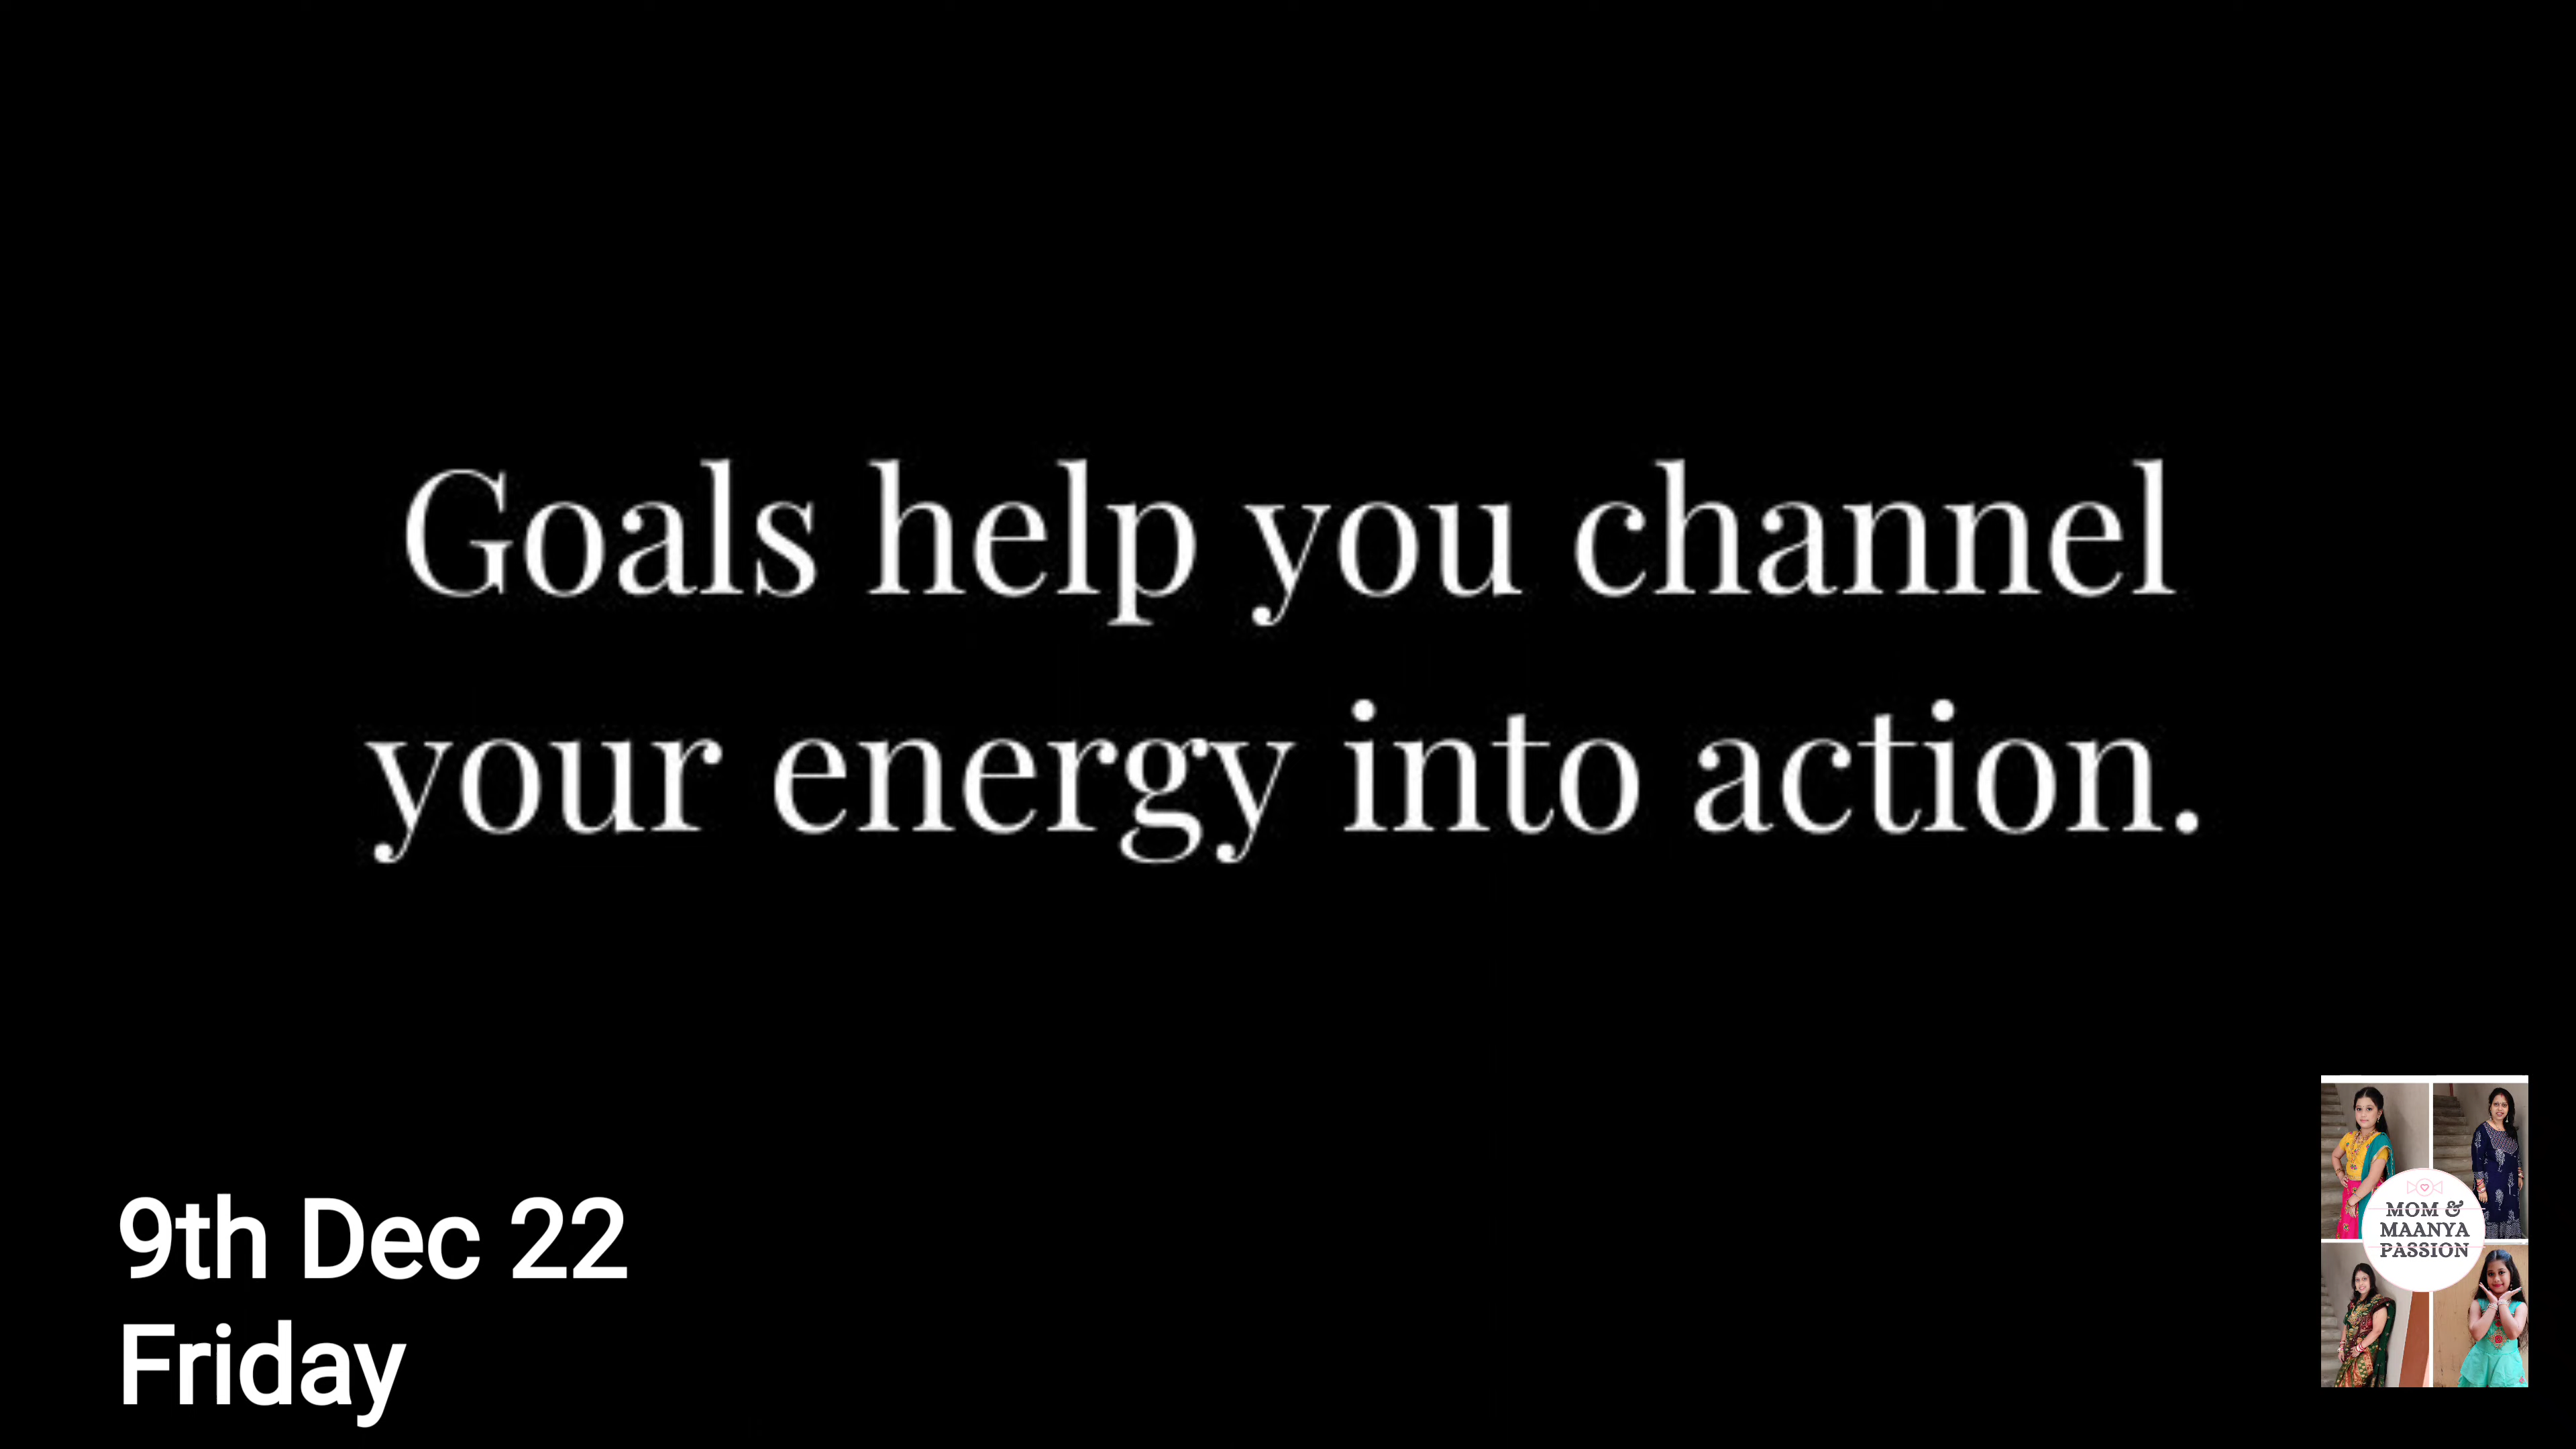 Goals help you channel
your energy into action.
9th Dec 22
Friday
MOM &
MAANYA
PASSION